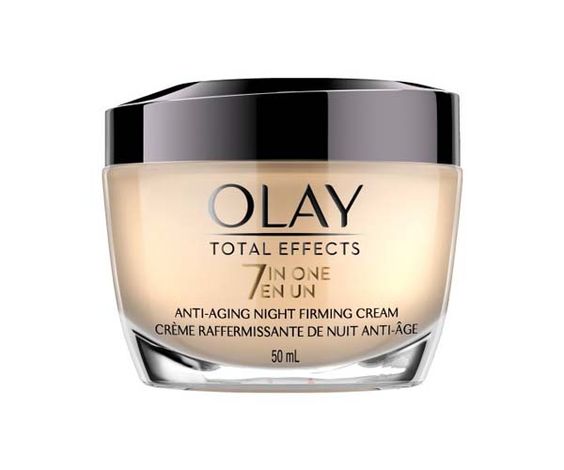 OLAY
TOTAL EFFECTS
7 IN ONE
EN UN
ANTI-AGING NIGHT FIRMING CREAM
CRÈME RAFFERMISSANTE DE NUIT ANTI-ÂGE
50 mL